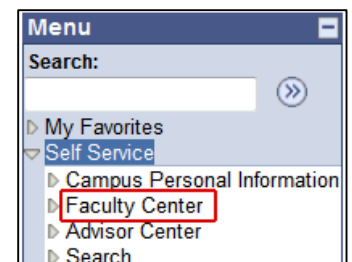 Menu
Search:
My Favorites
Self Service
Campus Personal Information
Faculty Center
Advisor Center
Search